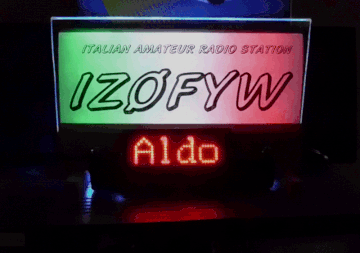 ITALIAN AMATEUR RADIO STATION
IZØFYW
Aldo